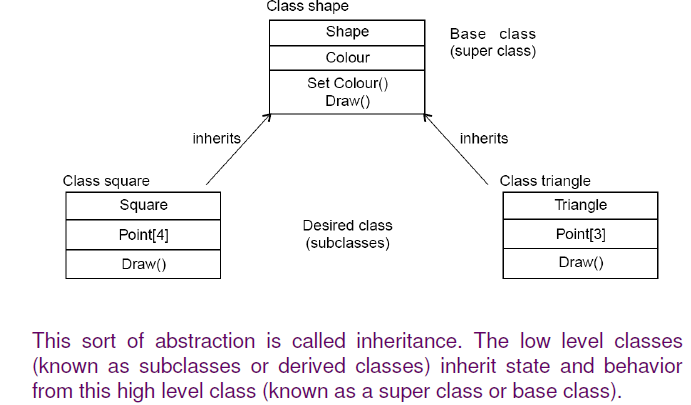 Class shape
Shape
Colour
Set Colour()
Draw()
Base class
(super class)
inherits
inherits
Class square
Square
Point[4]
Draw()
Desired class
(subclasses)
Class triangle
Triangle
Point[3]
Draw()
This sort of abstraction is called inheritance. The low level classes
(known as subclasses or derived classes) inherit state and behavior
from this high level class (known as a super class or base class).